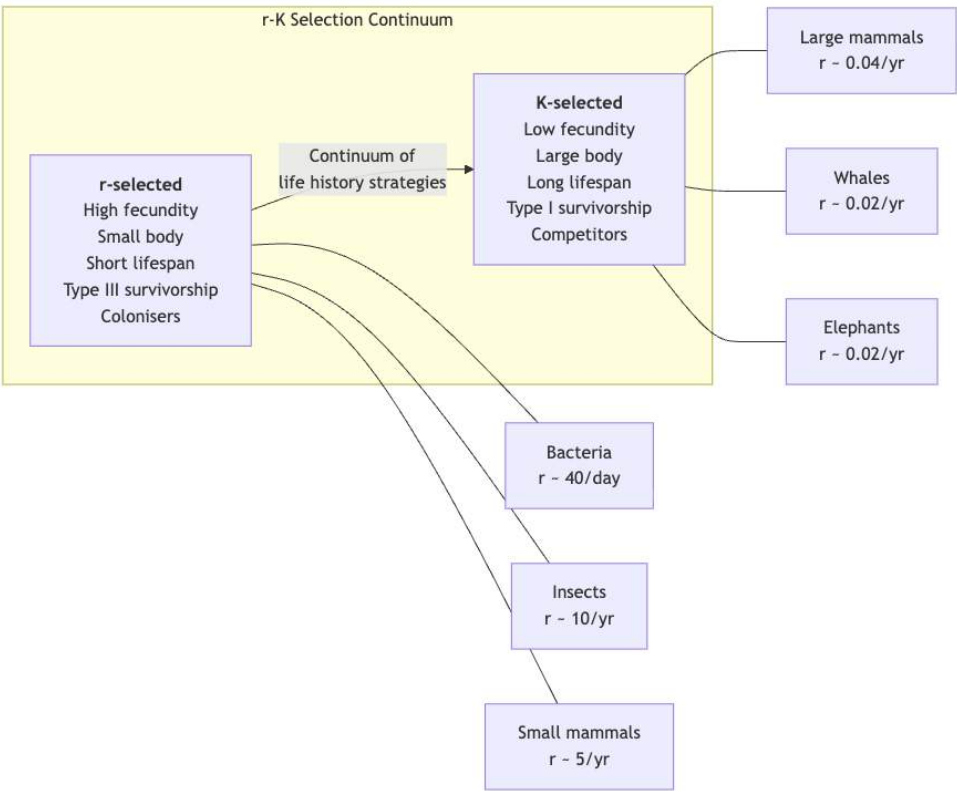 r-K Selection Continuum
r-selected
High fecundity
Small body
Short lifespan
Type III survivorship
Colonisers
Continuum of
life history strategies
K-selected
Low fecundity
Large body
Long lifespan
Type I survivorship
Competitors
Large mammals
r ~ 0.04/yr
Whales
r ~ 0.02/yr
Elephants
r ~ 0.02/yr
Bacteria
r ~ 40/day
Insects
r ~ 10/yr
Small mammals
r ~ 5/yr